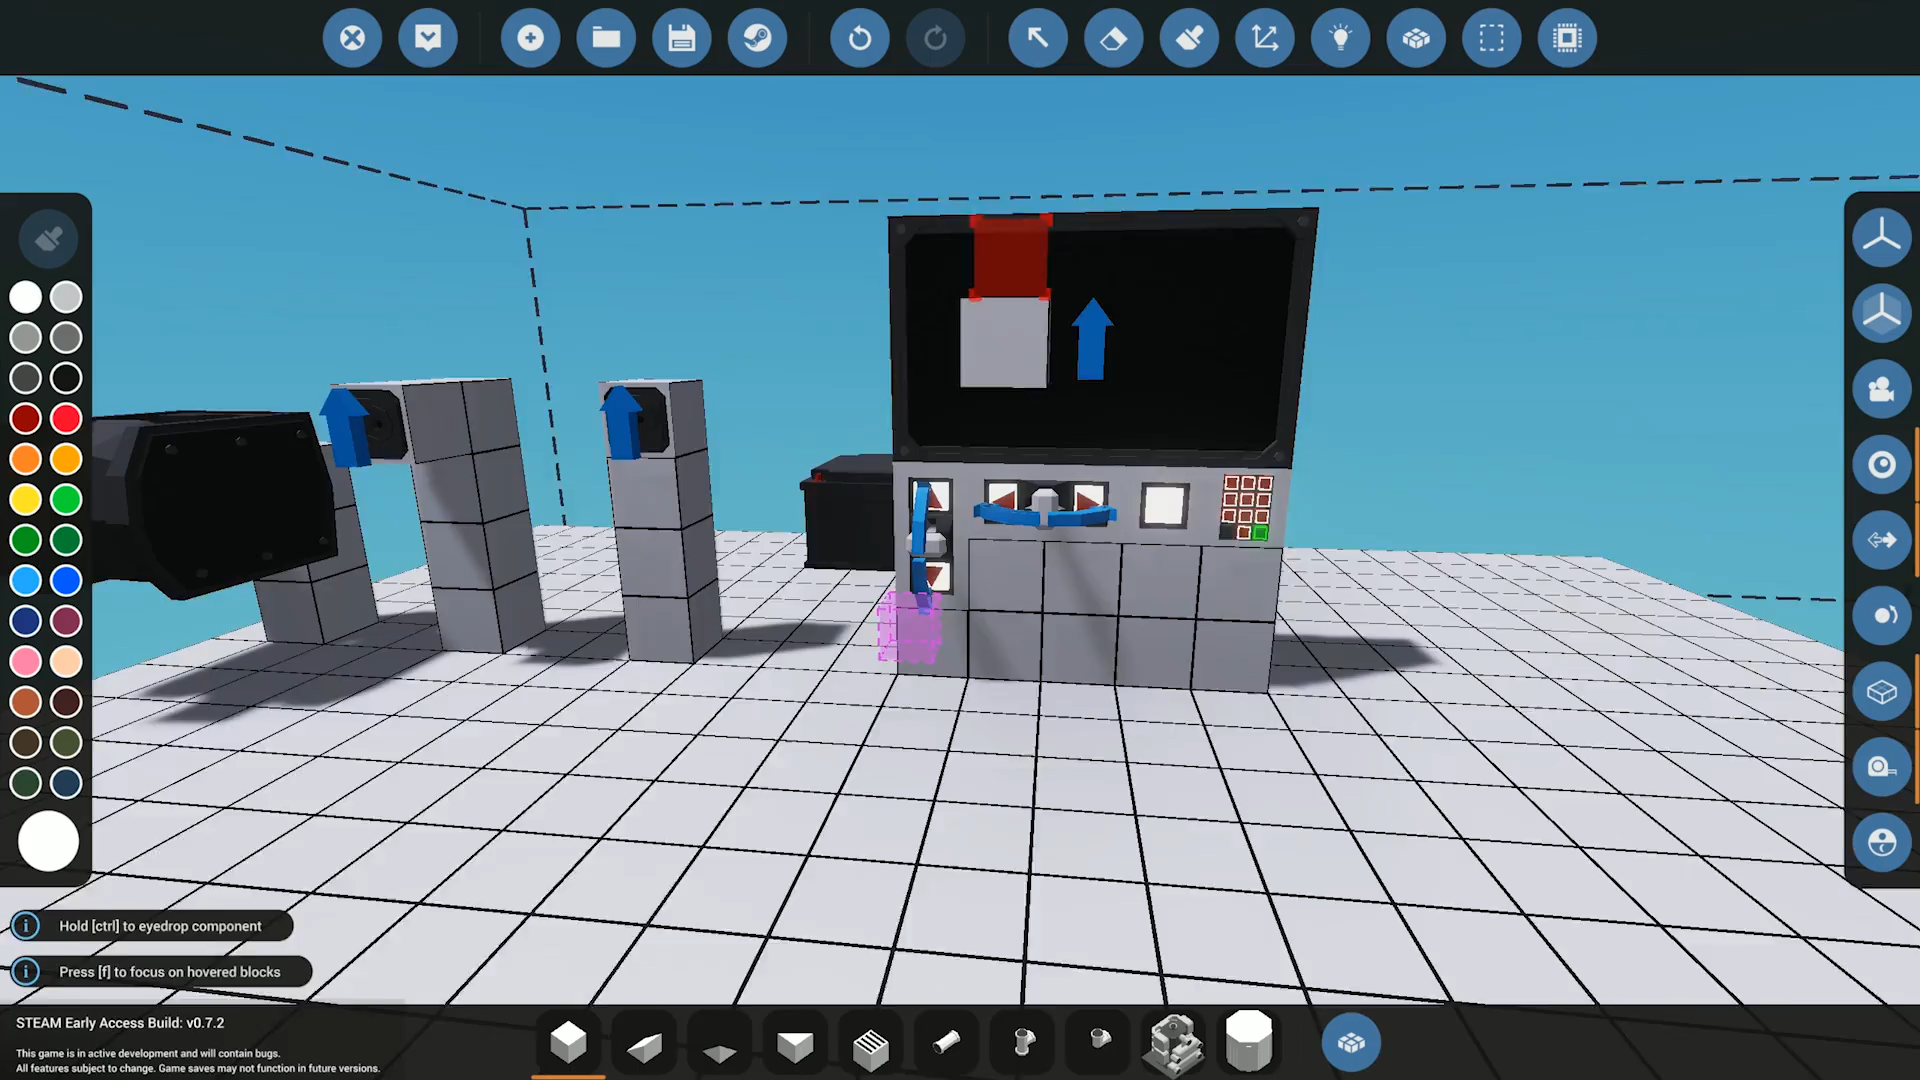 Hold [ctrl] to eyedrop component
Press [f] to focus on hovered blocks
STEAM Early Access Build: v0.7.2
This game is in active development and will contain bugs.
All features subject to change. Game saves may not function in future versions.